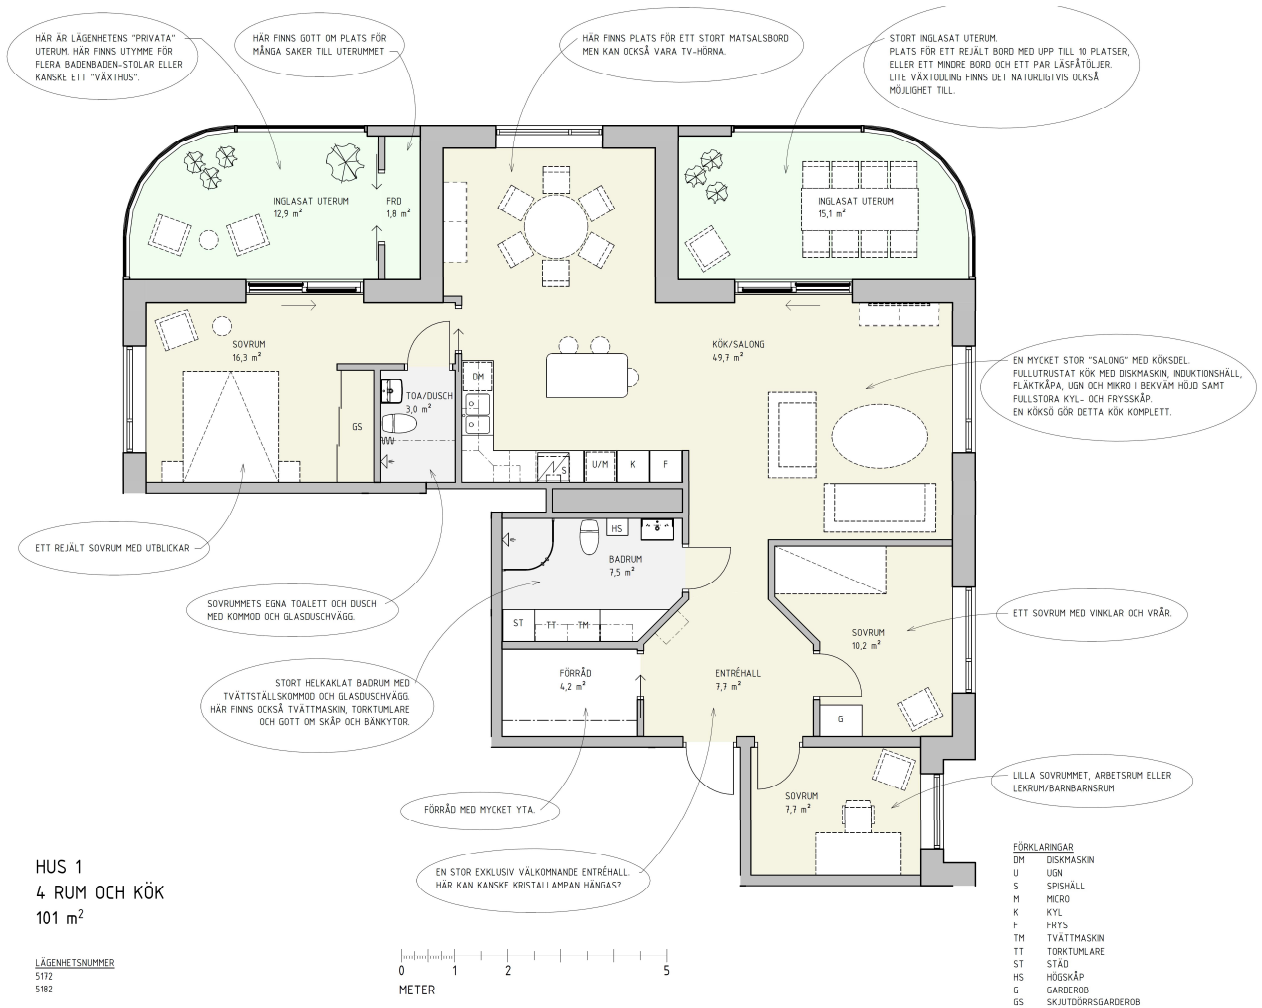 HÄR ÄR LÄGENHETENS "PRIVATA"
UTERUM. HÄR FINNS UTYMME FÖR
FLERA BADENBADEN-STOLAR ELLER
KANSKE ETT "VÄXTHUS".
HÄR FINNS GOTT OM PLATS FÖR
MÅNGA SAKER TILL UTERUMMET
HÄR FINNS PLATS FÖR ETT STORT MATSALSBORD
MEN KAN OCKSÅ VARA TV-HÖRNA.
STORT INGLASAT UTERUM.
PLATS FÖR ETT REJÄLT BORD MED UPP TILL 10 PLATSER,
ELLER ETT MINDRE BORD OCH ETT PAR LÄSFÅTÖLJER.
LITE VÄXTODLING FINNS DET NATURLIGTVIS OCKSÅ
MÖJLIGHET TILL.
INGLASAT UTERUM
12,9 m²
FRD
1,8 m²
INGLASAT UTERUM
15,1 m²
SOVRUM
16,3 m²
KÖK/SALONG
49,7 m²
EN MYCKET STOR "SALONG" MED KÖKSDEL.
FULLUTRUSTAT KÖK MED DISKMASKIN, INDUKTIONSHÄLL,
FLÄKTKÅPA, UGN OCH MIKRO I BEKVÄM HÖJD SAMT
FULLSTORA KYL- OCH FRYSSKÅP.
EN KÖKSÖ GÖR DETTA KÖK KOMPLETT.
DM
TOA/DUSCH
3,0 m²
GS
S
U/M
K
F
ETT REJÄLT SOVRUM MED UTBLICKAR
HS
BADRUM
7,5 m²
SOVRUMMETS EGNA TOALETT OCH DUSCH
MED KOMMOD OCH GLASDUSCHVÄGG.
ST
TT
TM
ETT SOVRUM MED VINKLAR OCH VRÅR.
SOVRUM
10,2 m²
STORT HELKAKLAT BADRUM MED
TVÄTTSTÄLLSKOMMOD OCH GLASDUSCHVÄGG.
HÄR FINNS OCKSÅ TVÄTTMASKIN, TORKTUMLARE
OCH GOTT OM SKÅP OCH BÄNKYTOR.
FÖRRÅD
4,2 m²
ENTRÉHALL
7,7 m²
G
LILLA SOVRUMMET, ARBETSRUM ELLER
LEKRUM/BARNBARNSRUM
SOVRUM
7,7 m²
FÖRRÅD MED MYCKET YTA.
EN STOR EXKLUSIV VÄLKOMNANDE ENTRÉHALL.
HÄR KAN KANSKE KRISTALLAMPAN HÄNGAS?
HUS 1
4 RUM OCH KÖK
101 m²
LÄGENHETSNUMMER
5172
5182
0 1 2 5
METER
FÖRKLARINGAR
DM DISKMASKIN
U UGN
S SPISHÄLL
M MICRO
K KYL
F FRYS
TM TVÄTTMASKIN
TT TORKTUMLARE
ST STÄD
HS HÖGSKÅP
G GARDEROB
GS SKJUTDÖRRSGARDEROB